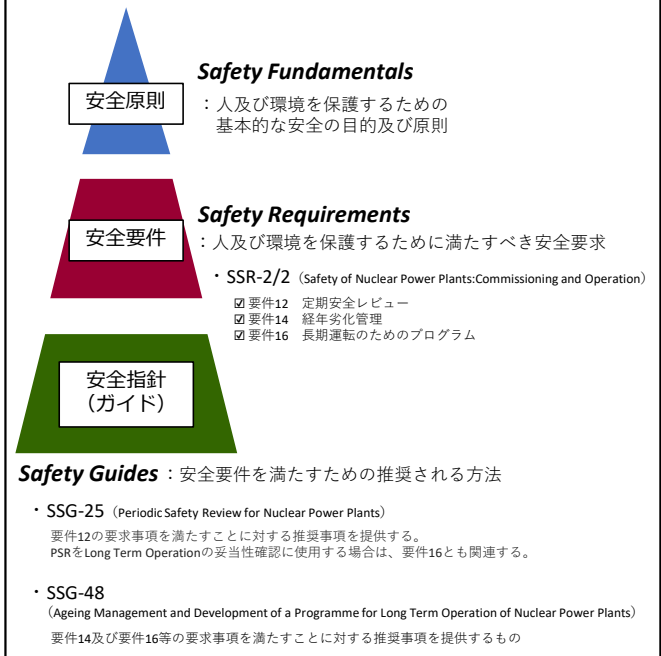 安全原則
Safety Fundamentals
：人及び環境を保護するための
基本的な安全の目的及び原則
安全要件
Safety Requirements
：人及び環境を保護するために満たすべき安全要求
・SSR-2/2（Safety of Nuclear Power Plants:Commissioning and Operation）
☑要件12　定期安全レビュー
☑要件14　経年劣化管理
☑要件16　長期運転のためのプログラム
安全指針
（ガイド）
Safety Guides：安全要件を満たすための推奨される方法
・SSG-25（Periodic Safety Review for Nuclear Power Plants）
要件12の要求事項を満たすことに対する推奨事項を提供する。
PSRをLong Term Operationの妥当性確認に使用する場合は、要件16とも関連する。
・SSG-48
（Ageing Management and Development of a Programme for Long Term Operation of Nuclear Power Plants）
要件14及び要件16等の要求事項を満たすことに対する推奨事項を提供するもの